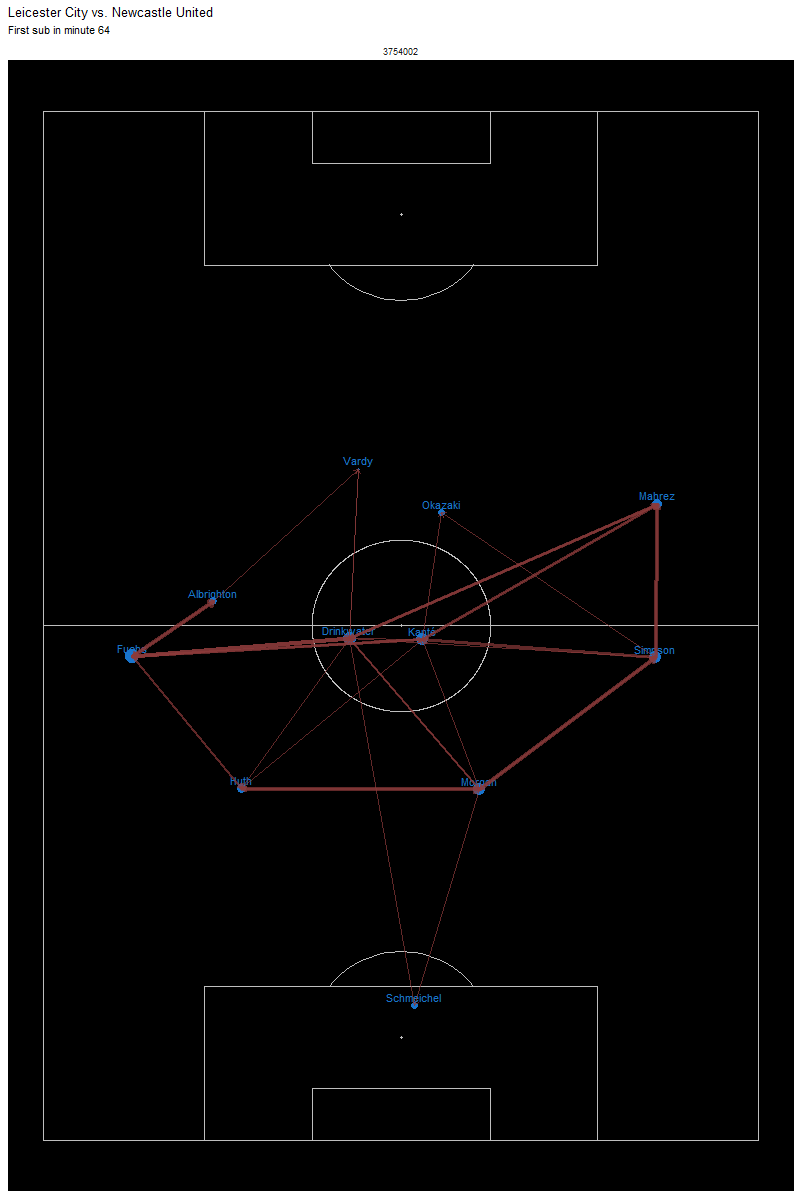 Leicester City vs. Newcastle United
First sub in minute 64
3754002
Vardy
Mahrez
Okazaki
Albrighton
Drinkwater
Kanté
Fuchs
Simpson
Huth
Morgan
Schmeichel